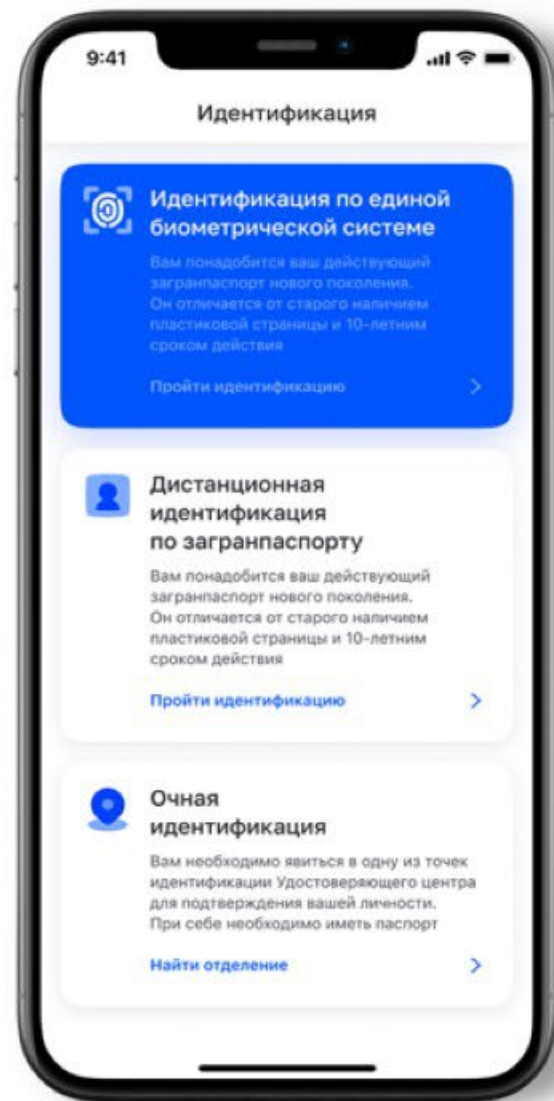 9:41
Идентификация
Идентификация по единой
биометрической системе
Вам понадобится ваш действующий
загранпаспорт нового поколения.
Он отличается от старого наличием
пластиковой страницы и 10-летним
сроком действия
Пройти идентификацию
Дистанционная
идентификация
по загранпаспорту
Вам понадобится ваш действующий
загранпаспорт нового поколения.
Он отличается от старого наличием
пластиковой страницы и 10-летним
сроком действия
Пройти идентификацию
Очная
идентификация
Вам необходимо явиться в одну из точек
идентификации Удостоверяющего центра
для подтверждения вашей личности.
При себе необходимо иметь паспорт
Найти отделение